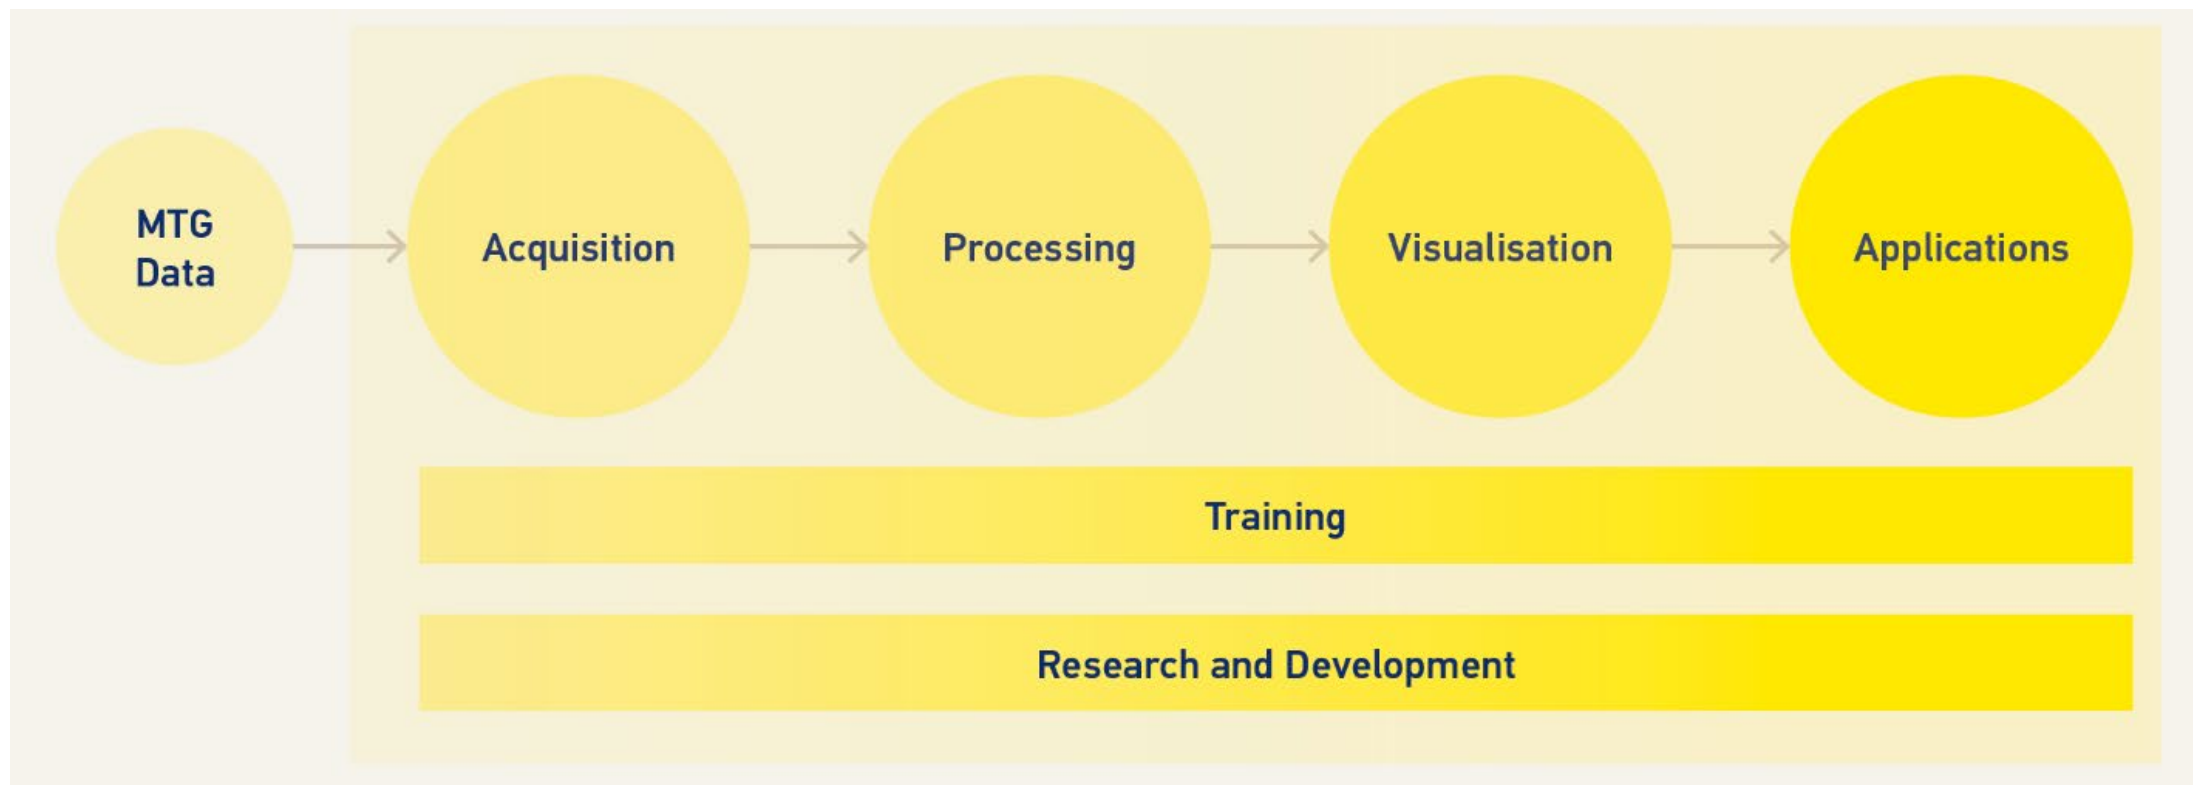 MTG
Data
Acquisition
Processing
Visualisation
Applications
Training
Research and Development